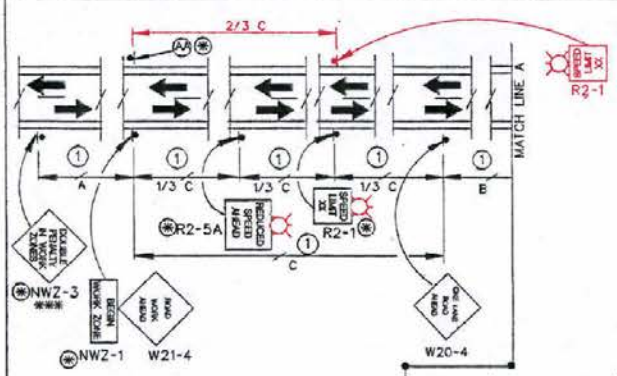 2/3 C
AA *
SPEED
LIMIT
XX
R2-1
MATCH LINE A
1
1
1
1
1
A
1/3 C
1/3 C
1/3 C
B
DOUBLE
PENALTY
IN WORK
ZONES
* NWZ-3
***
BEGIN
WORK ZONE
* NWZ-1
ROAD
WORK
AHEAD
W21-4
* R2-5A
REDUCED
SPEED
AHEAD
R2-1 *
SPEED
LIMIT
XX
1
C
ONE LANE
ROAD
AHEAD
W20-4